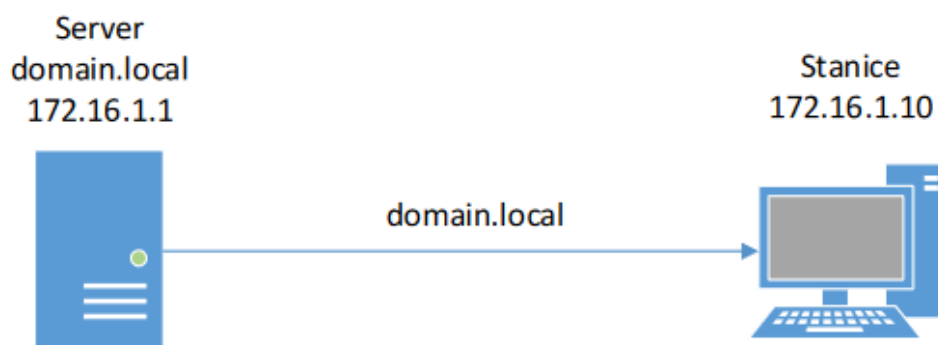 Server
domain.local
172.16.1.1
Stanice
172.16.1.10
domain.local